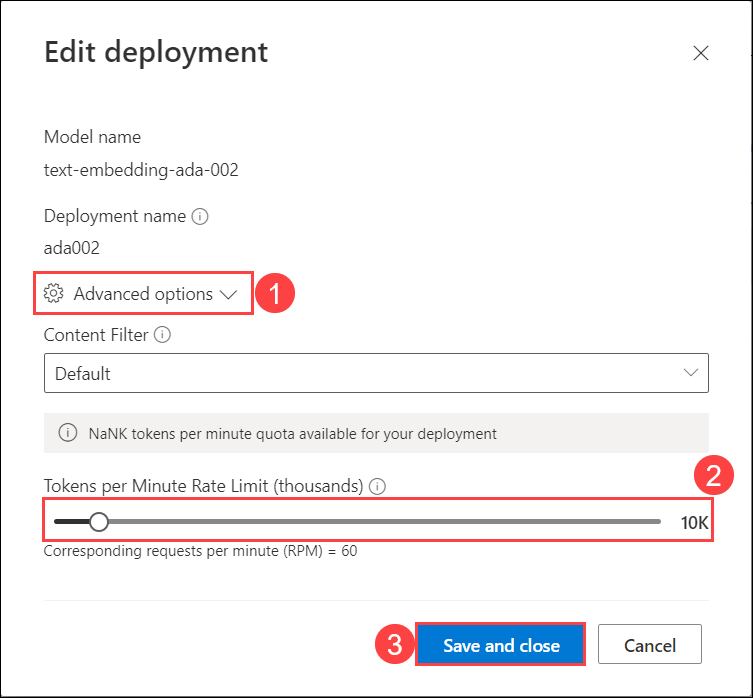 Edit deployment
Model name
text-embedding-ada-002
Deployment name
ada002
Advanced options
1
Content Filter
Default
NaNK tokens per minute quota available for your deployment
2
Tokens per Minute Rate Limit (thousands)
10K
Corresponding requests per minute (RPM) = 60
3
Save and close
Cancel